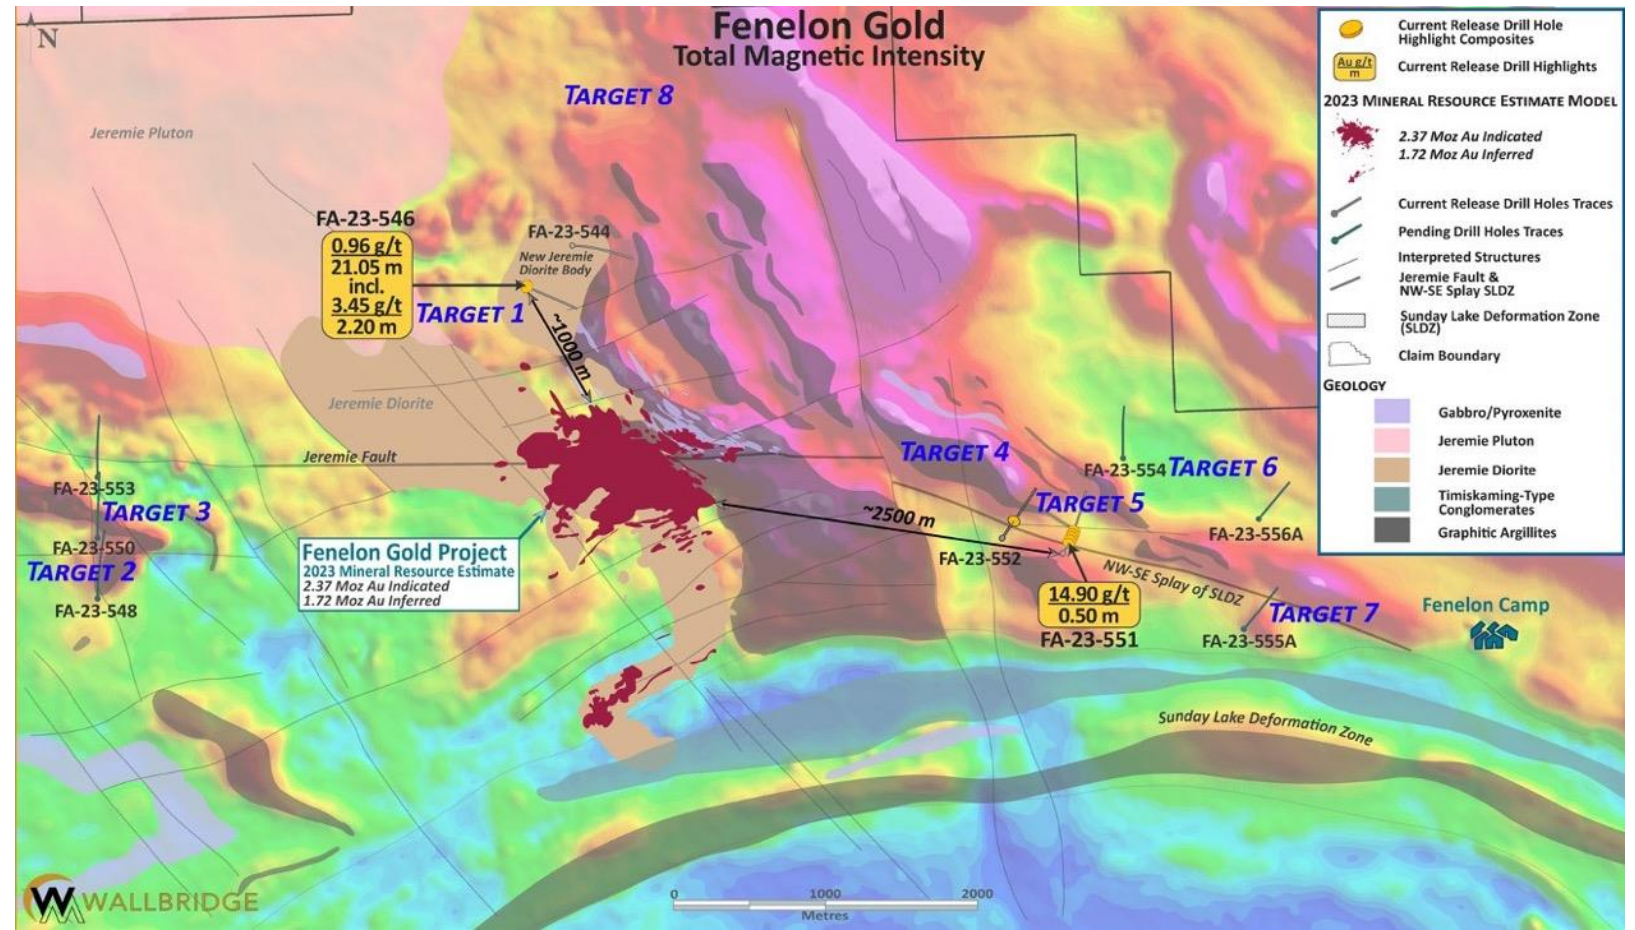 Fenelon Gold
Total Magnetic Intensity
N
Jeremie Pluton
TARGET 8
FA-23-546
0.96 g/t
21.05 m
incl.
3.45 g/t
2.20 m
FA-23-544
New Jeremie
Diorite Body
TARGET 1
~1000 m
Jeremie Diorite
Jeremie Fault
TARGET 4
FA-23-554
TARGET 6
FA-23-553
TARGET 3
FA-23-550
TARGET 2
FA-23-548
TARGET 5
~2500 m
FA-23-552
FA-23-556A
Fenelon Gold Project
2023 Mineral Resource Estimate
2.37 Moz Au Indicated
1.72 Moz Au Inferred
NW-SE Splay of SLDZ
14.90 g/t
0.50 m
FA-23-551
TARGET 7
FA-23-555A
Fenelon Camp
Sunday Lake Deformation Zone
WALLBRIDGE
0 1000 2000
Metres
Current Release Drill Hole
Highlight Composites
Au g/t
m
Current Release Drill Highlights
2023 MINERAL RESOURCE ESTIMATE MODEL
2.37 Moz Au Indicated
1.72 Moz Au Inferred
Current Release Drill Holes Traces
Pending Drill Holes Traces
Interpreted Structures
Jeremie Fault &
NW-SE Splay SLDZ
Sunday Lake Deformation Zone
(SLDZ)
Claim Boundary
GEOLOGY
Gabbro/Pyroxenite
Jeremie Pluton
Jeremie Diorite
Timiskaming-Type
Conglomerates
Graphitic Argillites